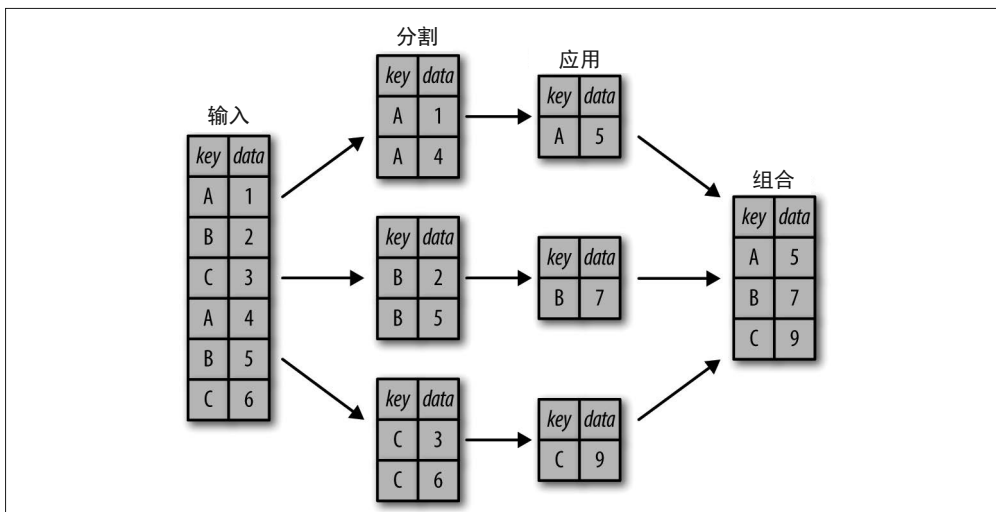 输入
key data
A 1
B 2
C 3
A 4
B 5
C 6
分割
key data
A 1
A 4
key data
B 2
B 5
key data
C 3
C 6
应用
key data
A 5
key data
B 7
key data
C 9
组合
key data
A 5
B 7
C 9